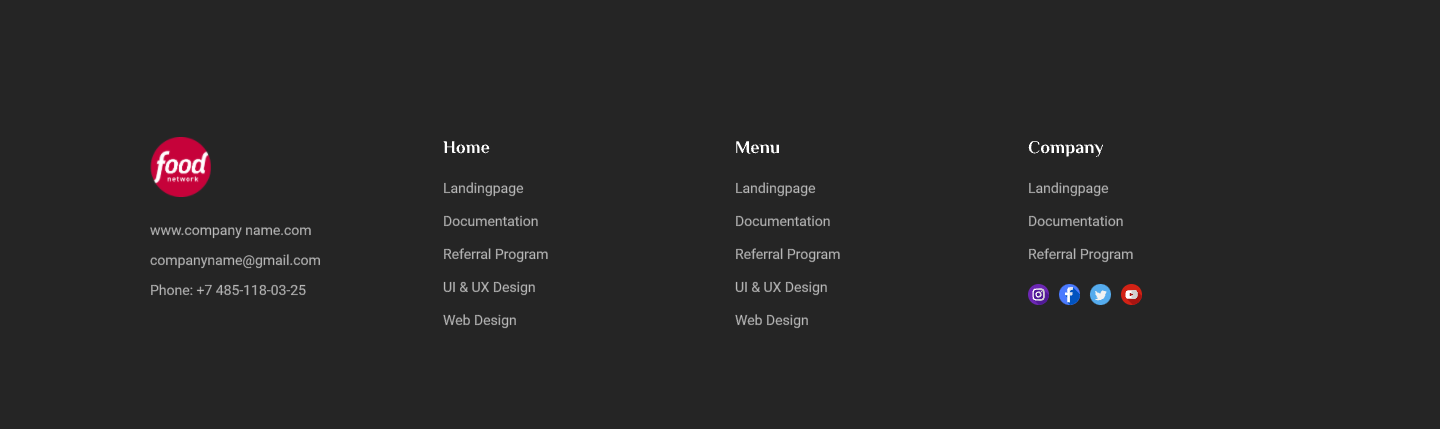 food
network
www.company name.com
companyname@gmail.com
Phone: +7 485-118-03-25
Home
Landingpage
Documentation
Referral Program
UI & UX Design
Web Design
Menu
Landingpage
Documentation
Referral Program
UI & UX Design
Web Design
Company
Landingpage
Documentation
Referral Program